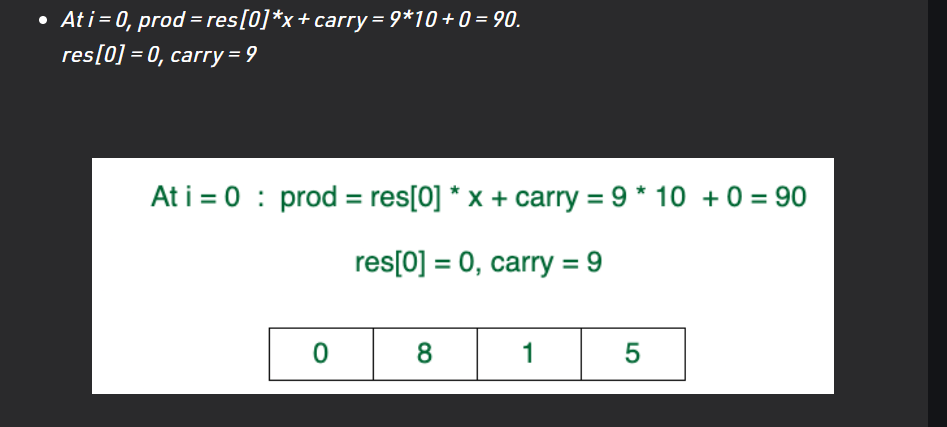 • At i = 0, prod = res[0]*x + carry = 9*10 + 0 = 90.
res[0] = 0, carry = 9
At i = 0 : prod = res[0] * x + carry = 9 * 10 + 0 = 90
res[0] = 0, carry = 9
0 8 1 5